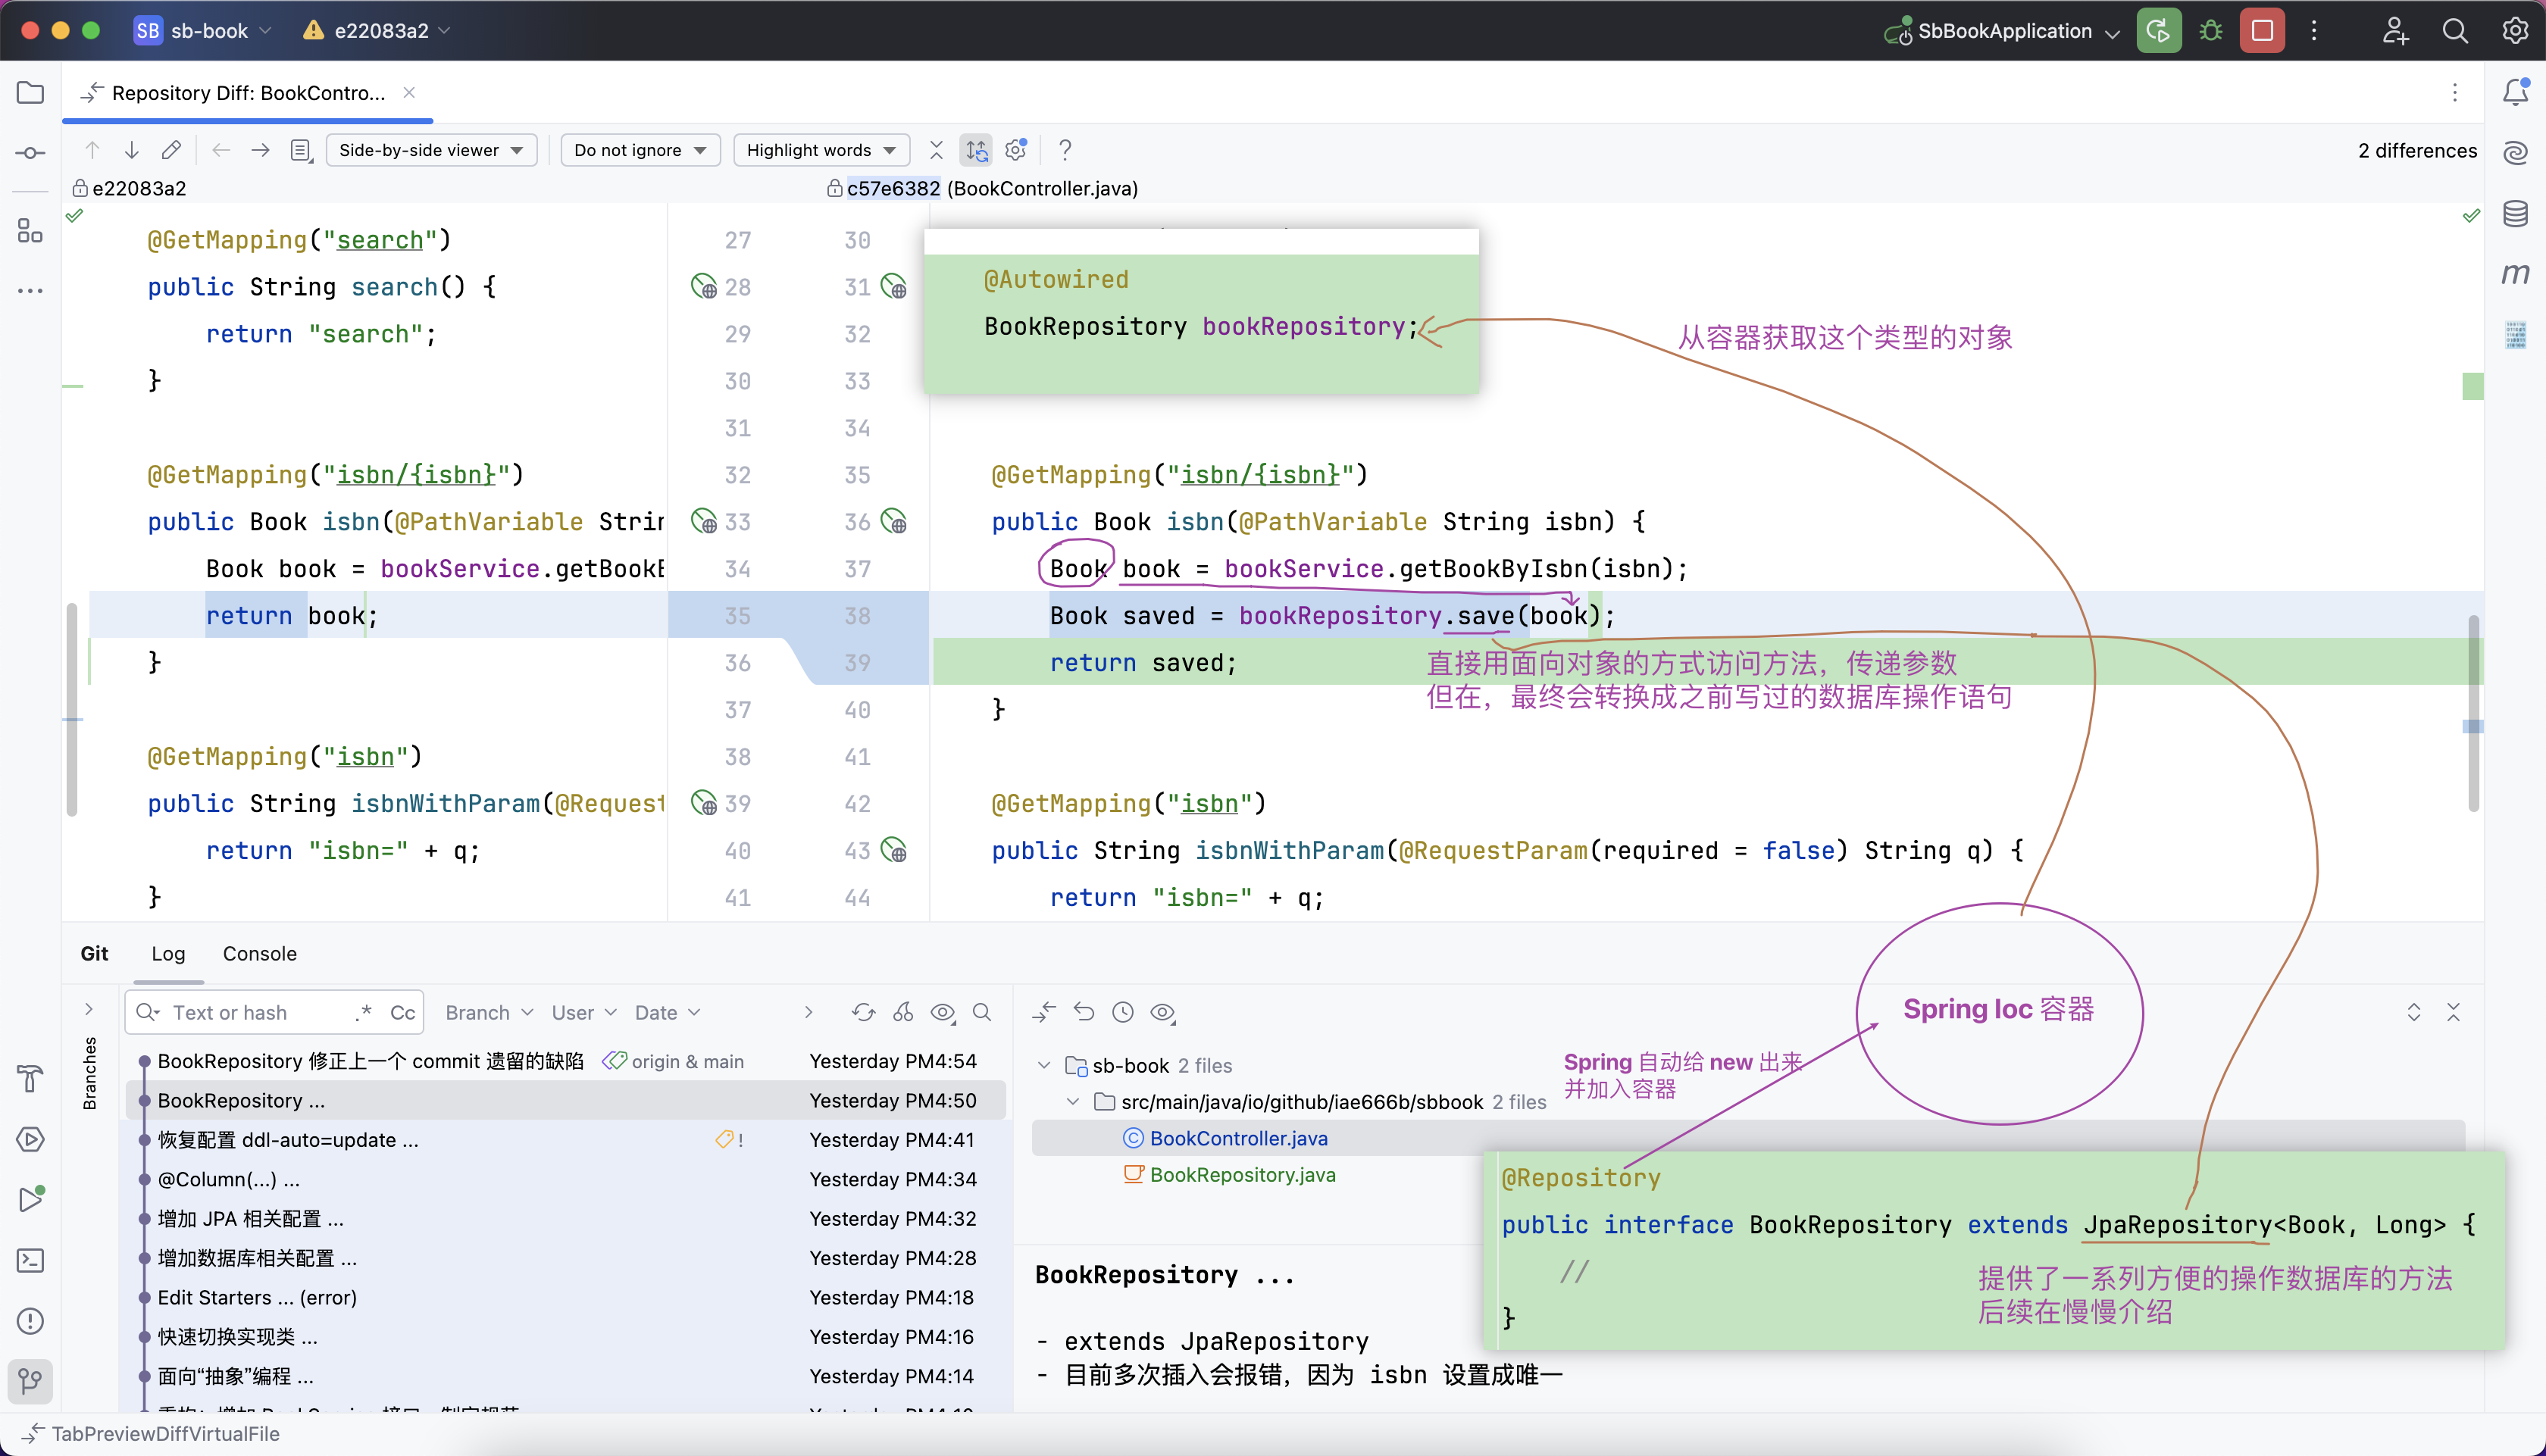 SB sb-book e22083a2 SbBookApplication
Repository Diff: BookContro...
Side-by-side viewer Do not ignore Highlight words ? 2 differences
e22083a2 c57e6382 (BookController.java)
@GetMapping("search") 27 30
public String search() { 28 31
return "search"; 29 32
} 30 33
31 34
@Autowired
BookRepository bookRepository;
从容器获取这个类型的对象
@GetMapping("isbn/{isbn}") 32 35 @GetMapping("isbn/{isbn}")
public Book isbn(@PathVariable Strin 33 36 public Book isbn(@PathVariable String isbn) {
Book book = bookService.getBookB 34 37 Book book = bookService.getBookByIsbn(isbn);
return book; 35 38 Book saved = bookRepository.save(book);
} 36 39 return saved;
直接用面向对象的方式访问方法，传递参数
但在，最终会转换成之前写过的数据库操作语句
37 40 }
@GetMapping("isbn") 38 41
public String isbnWithParam(@Request 39 42 @GetMapping("isbn")
return "isbn=" + q; 40 43 public String isbnWithParam(@RequestParam(required = false) String q) {
} 41 44 return "isbn=" + q;
Git Log Console
Text or hash .* Cc Branch User Date
Branches
BookRepository 修正上一个 commit 遗留的缺陷 origin & main Yesterday PM4:54
BookRepository ... Yesterday PM4:50
恢复配置 ddl-auto=update ... ! Yesterday PM4:41
@Column(...) ... Yesterday PM4:34
增加 JPA 相关配置 ... Yesterday PM4:32
增加数据库相关配置 ... Yesterday PM4:28
Edit Starters ... (error) Yesterday PM4:18
快速切换实现类 ... Yesterday PM4:16
面向“抽象”编程 ... Yesterday PM4:14
sb-book 2 files
src/main/java/io/github/iae666b/sbbook 2 files
BookController.java
BookRepository.java
Spring Ioc 容器
Spring 自动给 new 出来
并加入容器
@Repository
public interface BookRepository extends JpaRepository<Book, Long> {
//
}
提供了一系列方便的操作数据库的方法
后续在慢慢介绍
BookRepository ...
- extends JpaRepository
- 目前多次插入会报错，因为 isbn 设置成唯一
TabPreviewDiffVirtualFile
m